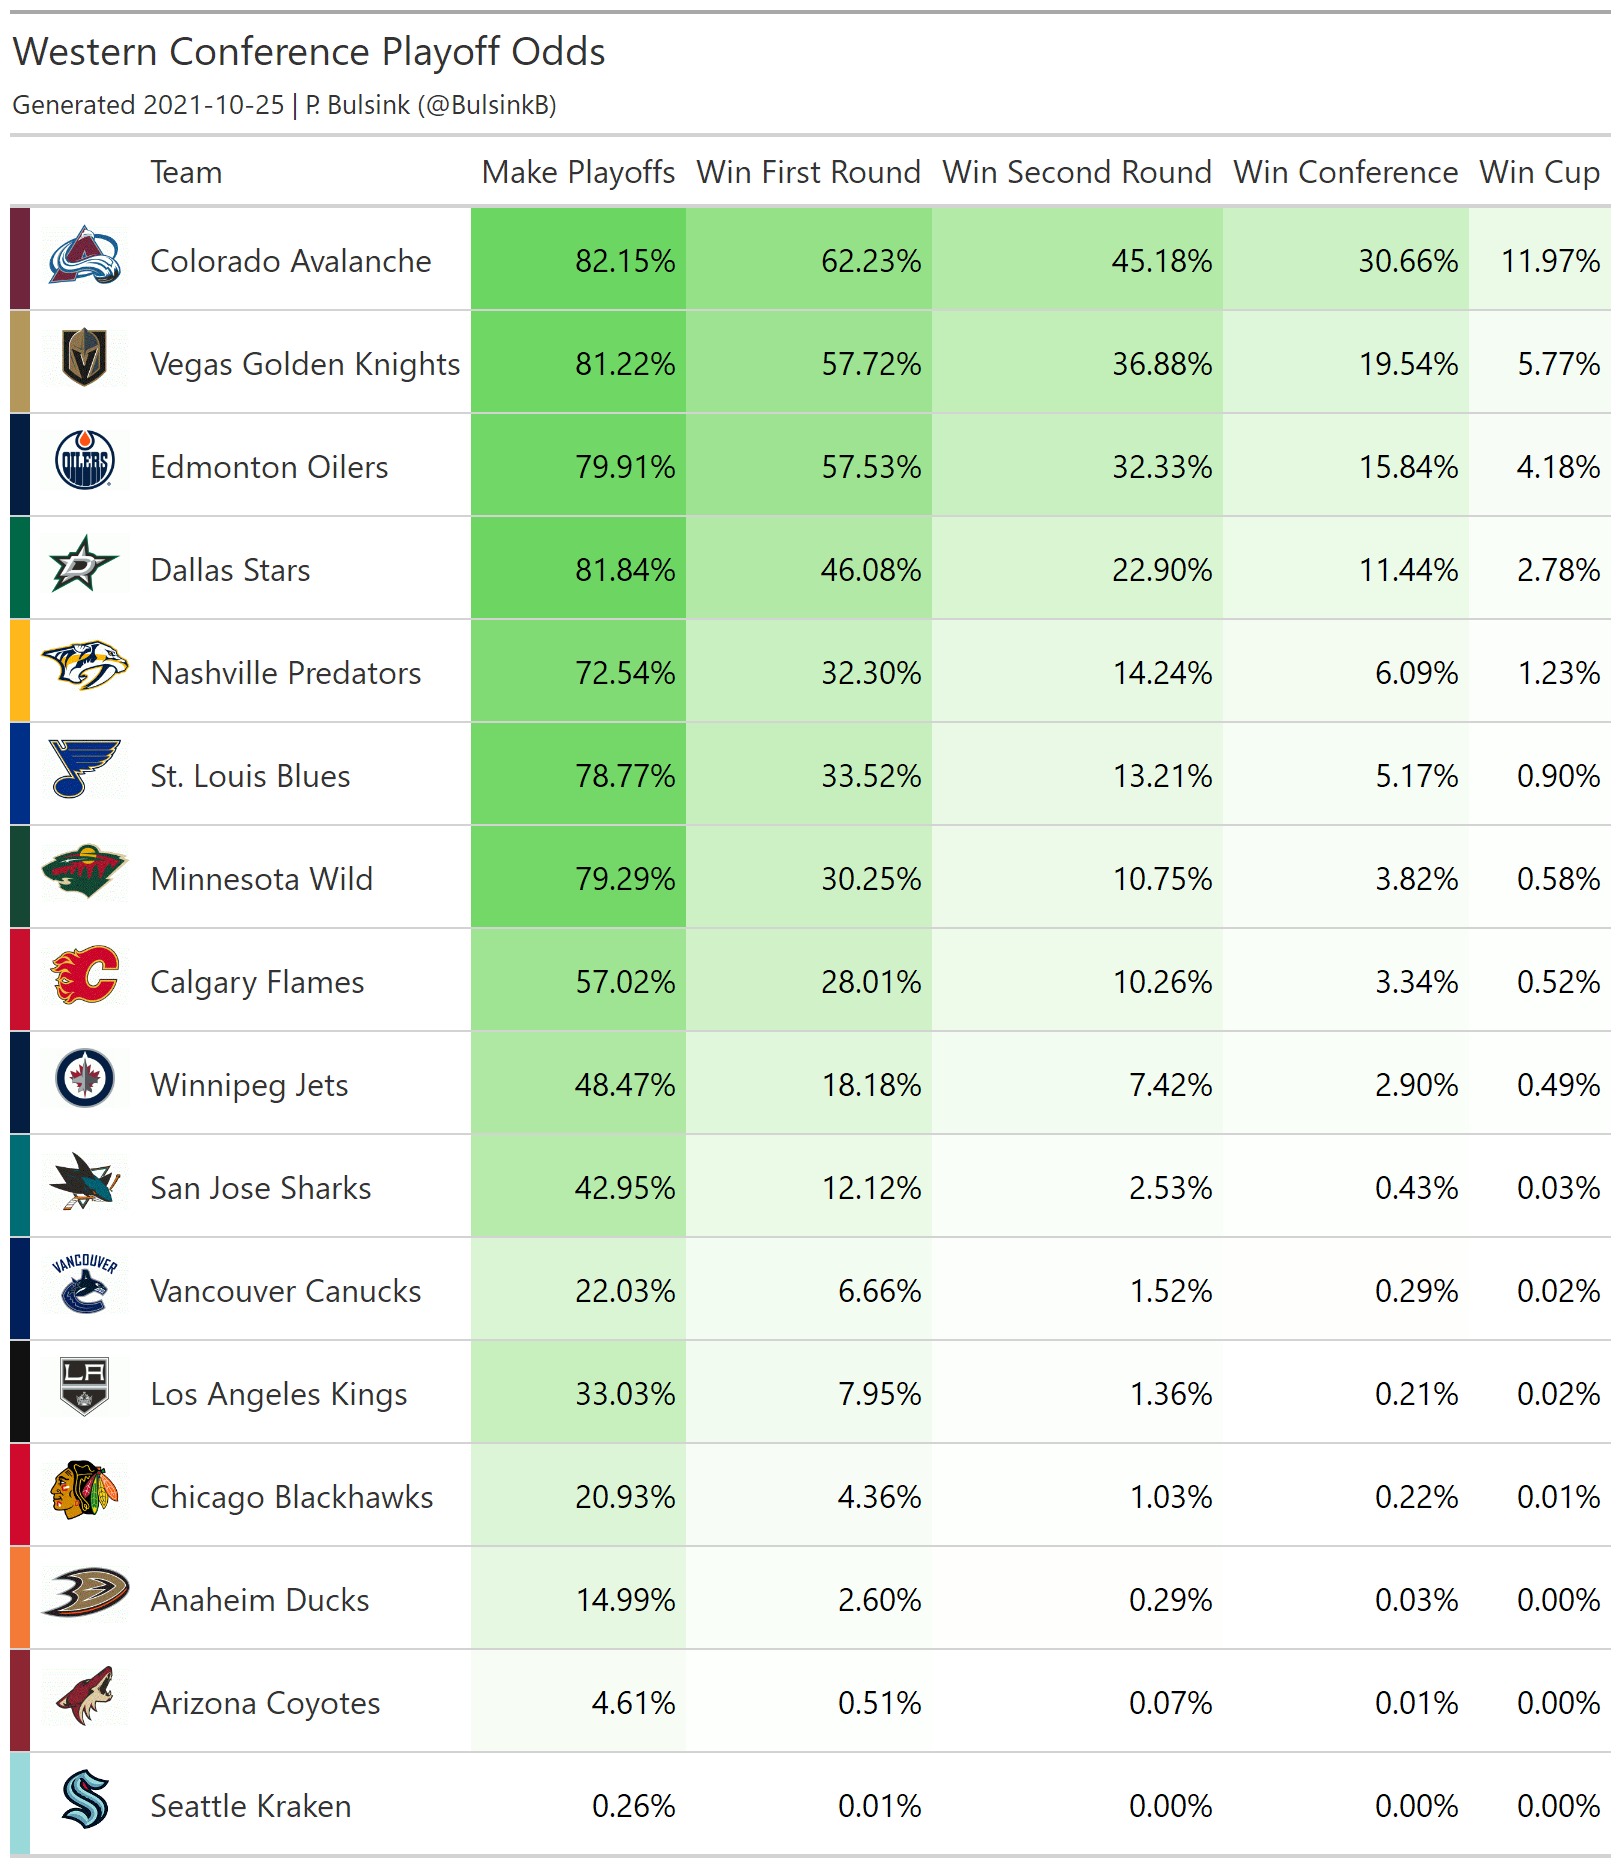 Western Conference Playoff Odds
Generated 2021-10-25 | P. Bulsink (@BulsinkB)
Team Make Playoffs Win First Round Win Second Round Win Conference Win Cup
Colorado Avalanche 82.15% 62.23% 45.18% 30.66% 11.97%
Vegas Golden Knights 81.22% 57.72% 36.88% 19.54% 5.77%
OILERS Edmonton Oilers 79.91% 57.53% 32.33% 15.84% 4.18%
Dallas Stars 81.84% 46.08% 22.90% 11.44% 2.78%
Nashville Predators 72.54% 32.30% 14.24% 6.09% 1.23%
St. Louis Blues 78.77% 33.52% 13.21% 5.17% 0.90%
Minnesota Wild 79.29% 30.25% 10.75% 3.82% 0.58%
C Calgary Flames 57.02% 28.01% 10.26% 3.34% 0.52%
Winnipeg Jets 48.47% 18.18% 7.42% 2.90% 0.49%
San Jose Sharks 42.95% 12.12% 2.53% 0.43% 0.03%
VANCOUVER Vancouver Canucks 22.03% 6.66% 1.52% 0.29% 0.02%
LA Los Angeles Kings 33.03% 7.95% 1.36% 0.21% 0.02%
Chicago Blackhawks 20.93% 4.36% 1.03% 0.22% 0.01%
Anaheim Ducks 14.99% 2.60% 0.29% 0.03% 0.00%
Arizona Coyotes 4.61% 0.51% 0.07% 0.01% 0.00%
Seattle Kraken 0.26% 0.01% 0.00% 0.00% 0.00%